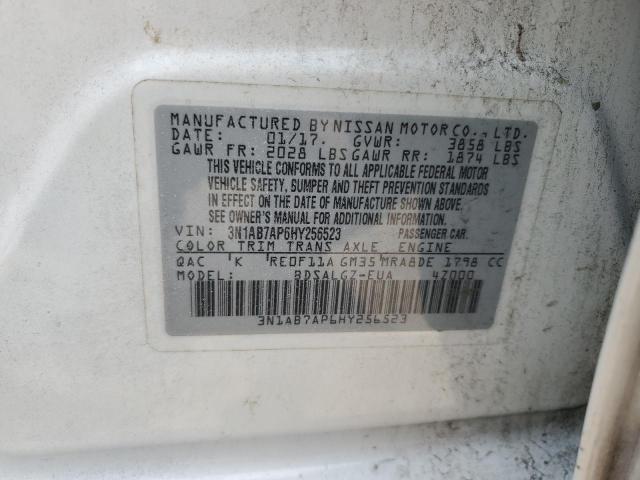 MANUFACTURED BY NISSAN MOTOR CO., LTD.
DATE: 01/17. GVWR: 3858 LBS
GAWR FR: 2028 LBS GAWR RR: 1874 LBS
THIS VEHICLE CONFORMS TO ALL APPLICABLE FEDERAL MOTOR
VEHICLE SAFETY, BUMPER AND THEFT PREVENTION STANDARDS
IN EFFECT ON THE DATE OF MANUFACTURE SHOWN ABOVE.
SEE OWNER'S MANUAL FOR ADDITIONAL INFORMATION.
VIN: 3N1AB7AP6HY256523 PASSENGER CAR.
COLOR TRIM TRANS AXLE ENGINE
QAC K RE0F11A GM35 MRA8DE 1798 CC
MODEL: BDSALGZ-EUA 4Z000
3N1AB7AP6HY256523